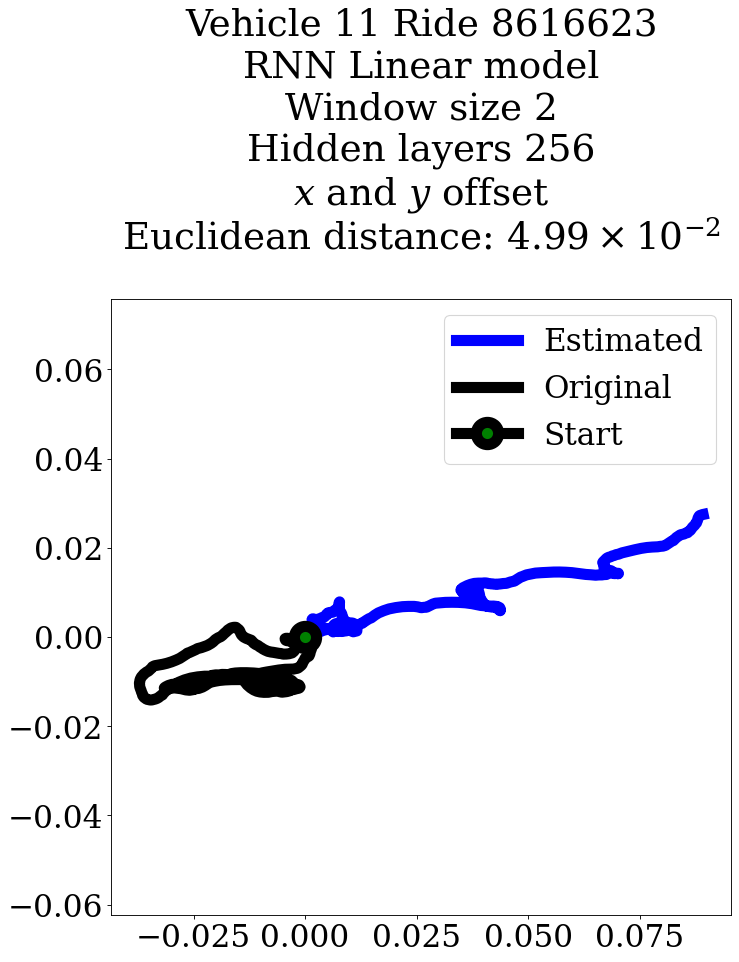 Vehicle 11 Ride 8616623
RNN Linear model
Window size 2
Hidden layers 256
x and y offset
Euclidean distance: 4.99 × 10⁻²
Estimated
Original
Start
0.06
0.04
0.02
0.00
−0.02
−0.04
−0.06
−0.025 0.000 0.025 0.050 0.075